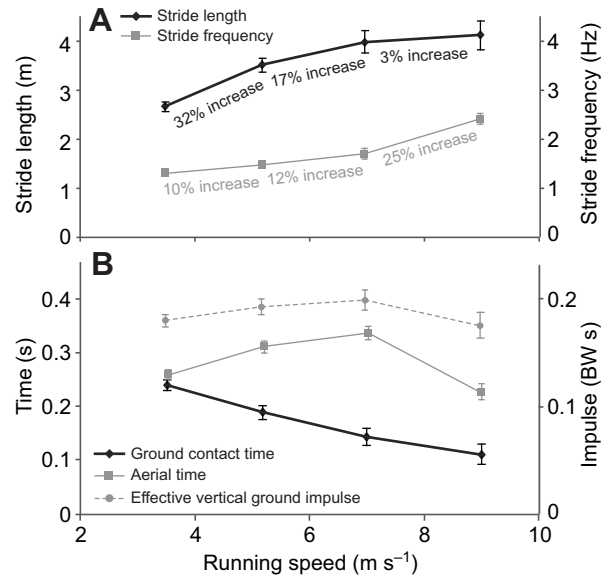 A
Stride length
Stride frequency
Stride length (m)
4
3
2
1
0
32% increase
17% increase
3% increase
10% increase
12% increase
25% increase
4
3
2
1
0
Stride frequency (Hz)
B
Time (s)
0.4
0.3
0.2
0.1
0
Ground contact time
Aerial time
Effective vertical ground impulse
0.2
0.1
0
Impulse (BW s)
2
4
6
8
10
Running speed (m s⁻¹)